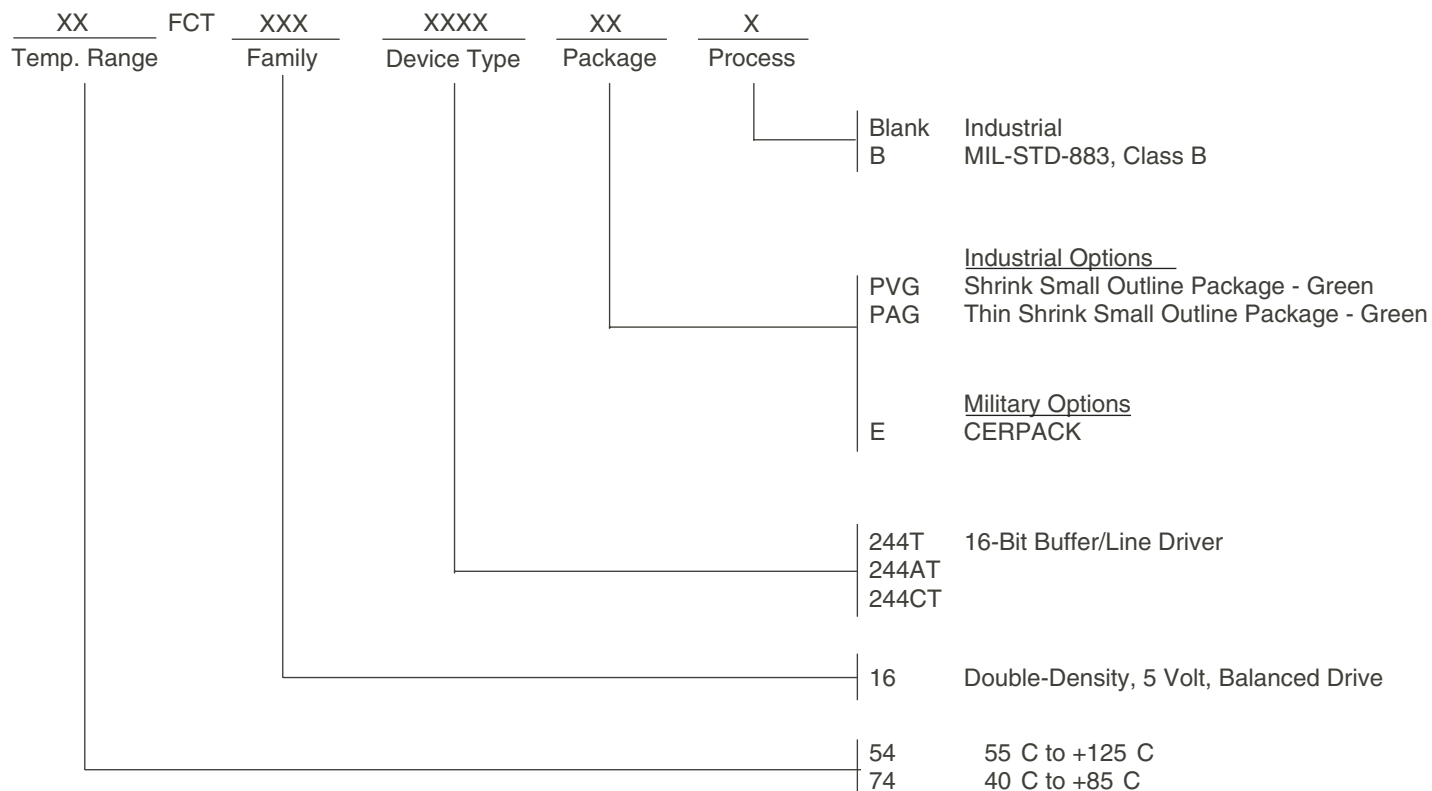 XX FCT XXX XXXX XX X
Temp. Range Family Device Type Package Process
Blank Industrial
B MIL-STD-883, Class B
Industrial Options
PVG Shrink Small Outline Package - Green
PAG Thin Shrink Small Outline Package - Green
Military Options
E CERPACK
244T 16-Bit Buffer/Line Driver
244AT
244CT
16 Double-Density, 5 Volt, Balanced Drive
54 55 C to +125 C
74 40 C to +85 C